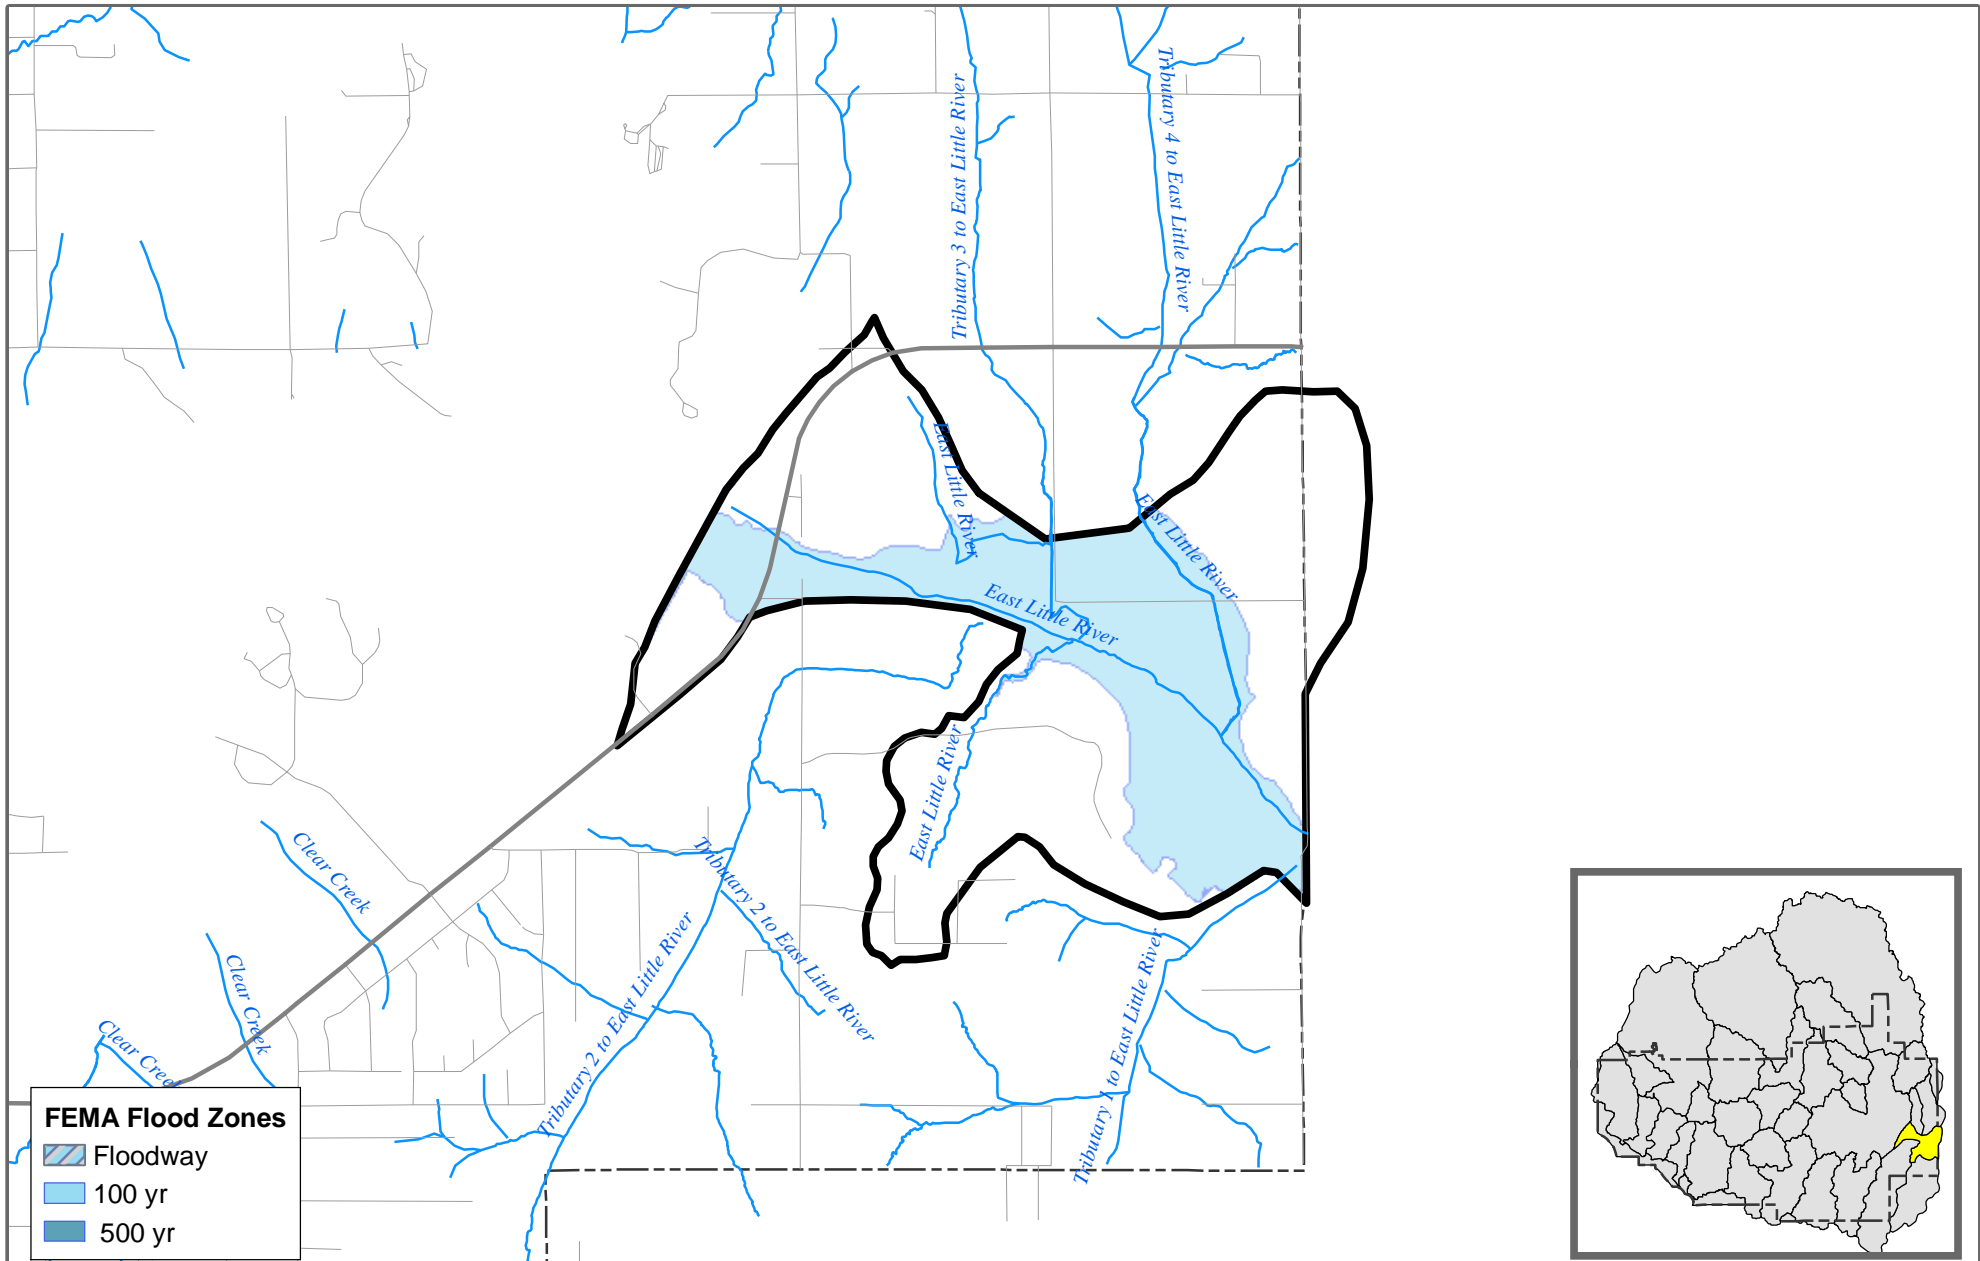 Tributary 3 to East Little River
Tributary 4 to East Little River
East Little River
East Little River
East Little River
East Little River
Tributary 2 to East Little River
Tributary 2 to East Little River
Tributary 1 to East Little River
Clear Creek
Clear Creek
Clear Creek
FEMA Flood Zones
Floodway
100 yr
500 yr